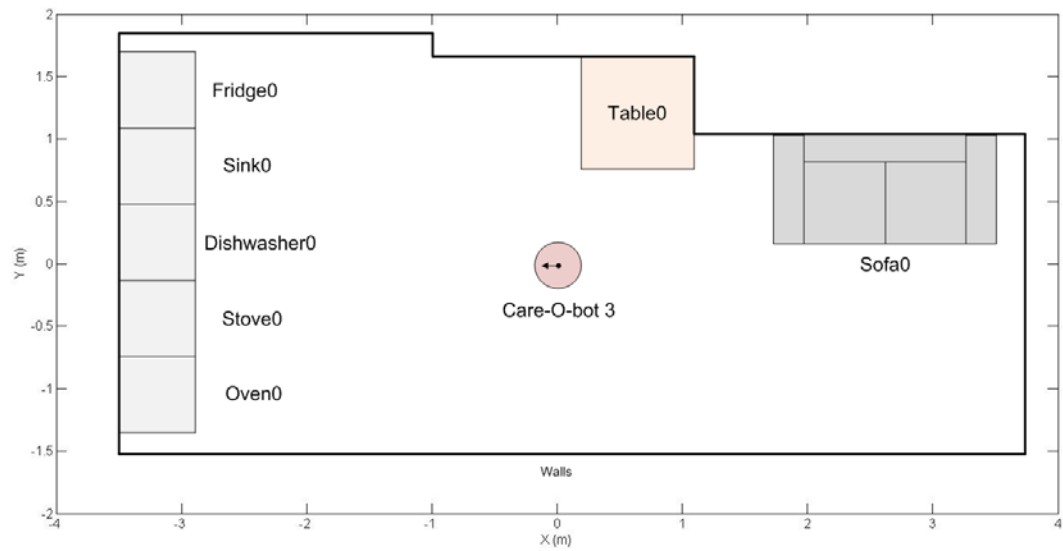 2
1.5
1
0.5
0
-0.5
-1
-1.5
-2
Y (m)
Fridge0
Sink0
Dishwasher0
Stove0
Oven0
Table0
Sofa0
Care-O-bot 3
Walls
-4
-3
-2
-1
0
1
2
3
4
X (m)